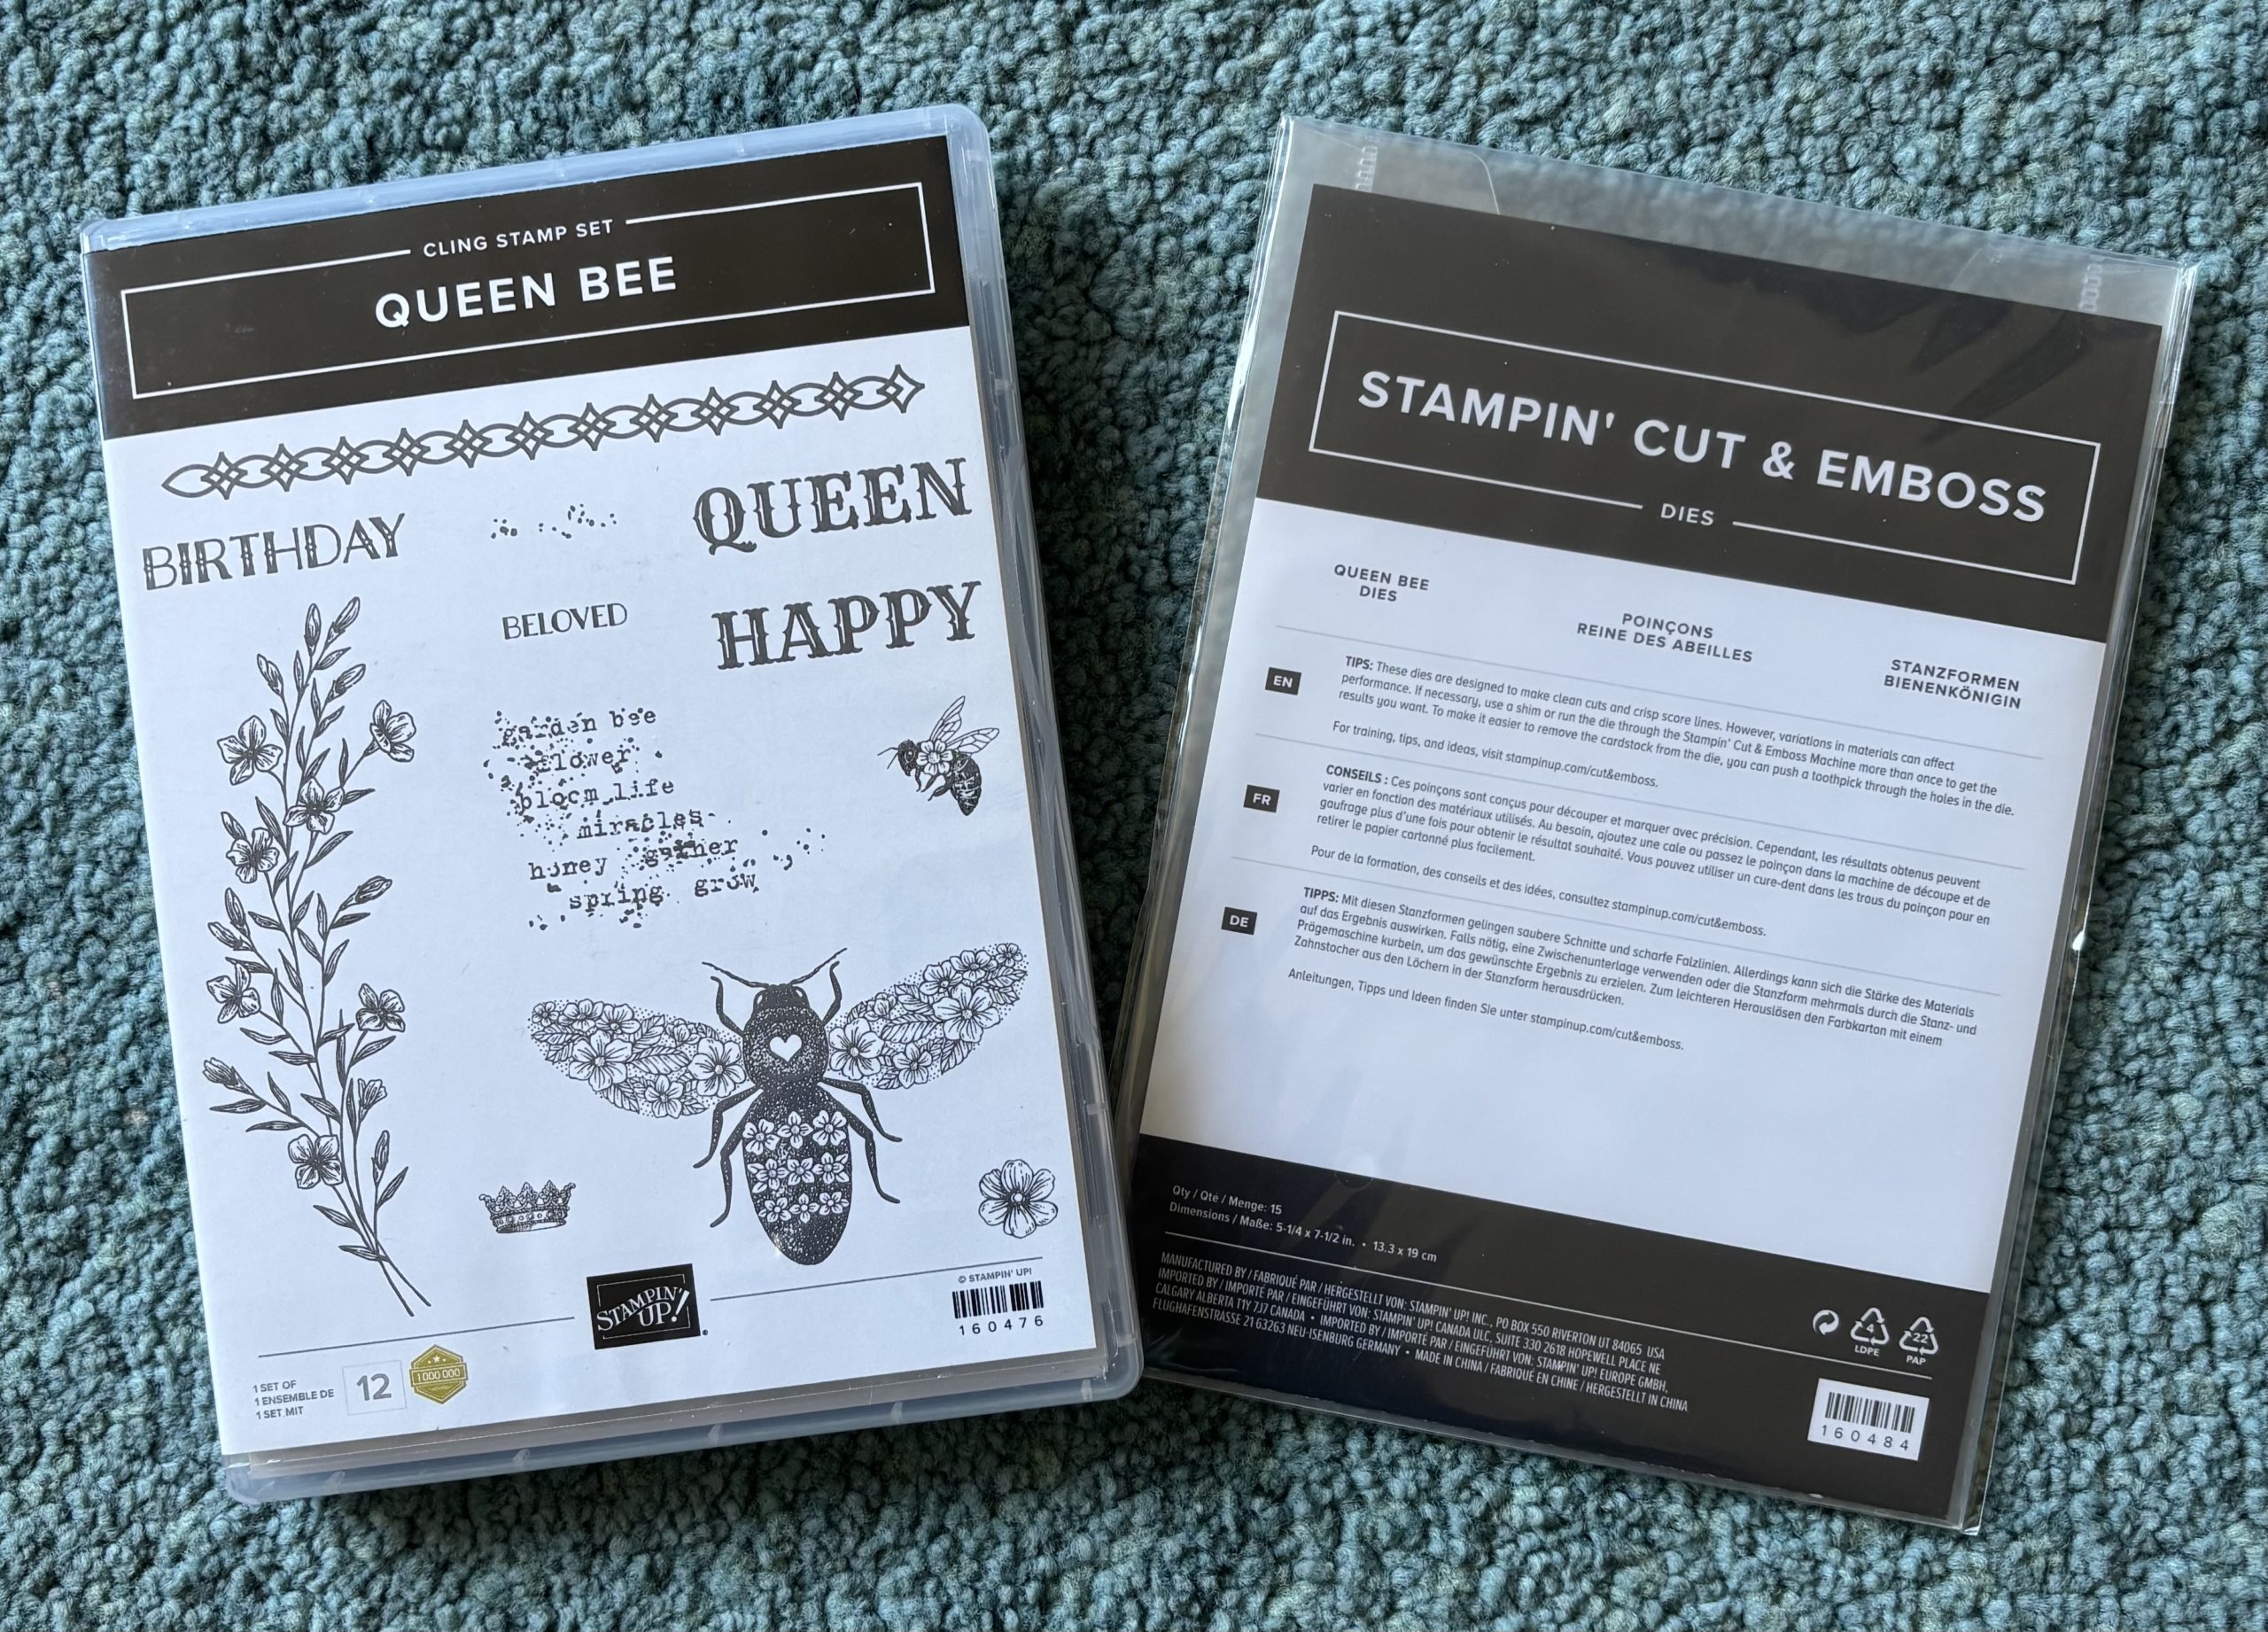 CLING STAMP SET
QUEEN BEE
BIRTHDAY
QUEEN
BELOVED
HAPPY
garden bee
flower
bloom life
miracles
honey gather
spring grow
STAMPIN'
UP!
© STAMPIN' UP!
160476
1 SET OF
1 ENSEMBLE DE
1 SET MIT
12
1 000 000
STAMPIN' CUT & EMBOSS
DIES
QUEEN BEE
DIES
POINÇONS
REINE DES ABEILLES
STANZFORMEN
BIENENKÖNIGIN
EN
TIPS: These dies are designed to make clean cuts and crisp score lines. However, variations in materials can affect
performance. If necessary, use a shim or run the die through the Stampin' Cut & Emboss Machine more than once to get the
results you want. To make it easier to remove the cardstock from the die, you can push a toothpick through the holes in the die.
For training, tips, and ideas, visit stampinup.com/cut&emboss.
FR
CONSEILS : Ces poinçons sont conçus pour découper et marquer avec précision. Cependant, les résultats obtenus peuvent
varier en fonction des matériaux utilisés. Au besoin, ajoutez une cale ou passez le poinçon dans la machine de découpe et de
gaufrage plus d'une fois pour obtenir le résultat souhaité. Vous pouvez utiliser un cure-dent dans les trous du poinçon pour en
retirer le papier cartonné plus facilement.
Pour de la formation, des conseils et des idées, consultez stampinup.com/cut&emboss.
DE
TIPPS: Mit diesen Stanzformen gelingen saubere Schnitte und scharfe Falzlinien. Allerdings kann sich die Stärke des Materials
auf das Ergebnis auswirken. Falls nötig, eine Zwischenunterlage verwenden oder die Stanzform mehrmals durch die Stanz- und
Prägemaschine kurbeln, um das gewünschte Ergebnis zu erzielen. Zum leichteren Herauslösen den Farbkarton mit einem
Zahnstocher aus den Löchern in der Stanzform herausdrücken.
Anleitungen, Tipps und Ideen finden Sie unter stampinup.com/cut&emboss.
Qty / Qté / Menge: 15
Dimensions / Maße: 5-1/4 x 7-1/2 in. • 13.3 x 19 cm
MANUFACTURED BY / FABRIQUÉ PAR / HERGESTELLT VON: STAMPIN' UP! INC., PO BOX 550 RIVERTON UT 84065 USA
IMPORTED BY / IMPORTÉ PAR / EINGEFÜHRT VON: STAMPIN' UP! CANADA ULC, SUITE 330 2618 HOPEWELL PLACE NE
CALGARY ALBERTA T1Y 7J7 CANADA • IMPORTED BY / IMPORTÉ PAR / EINGEFÜHRT VON: STAMPIN' UP! EUROPE GMBH,
FLUGHAFENSTRASSE 21 63263 NEU-ISENBURG GERMANY • MADE IN CHINA / FABRIQUÉ EN CHINE / HERGESTELLT IN CHINA
4
LDPE
22
PAP
160484